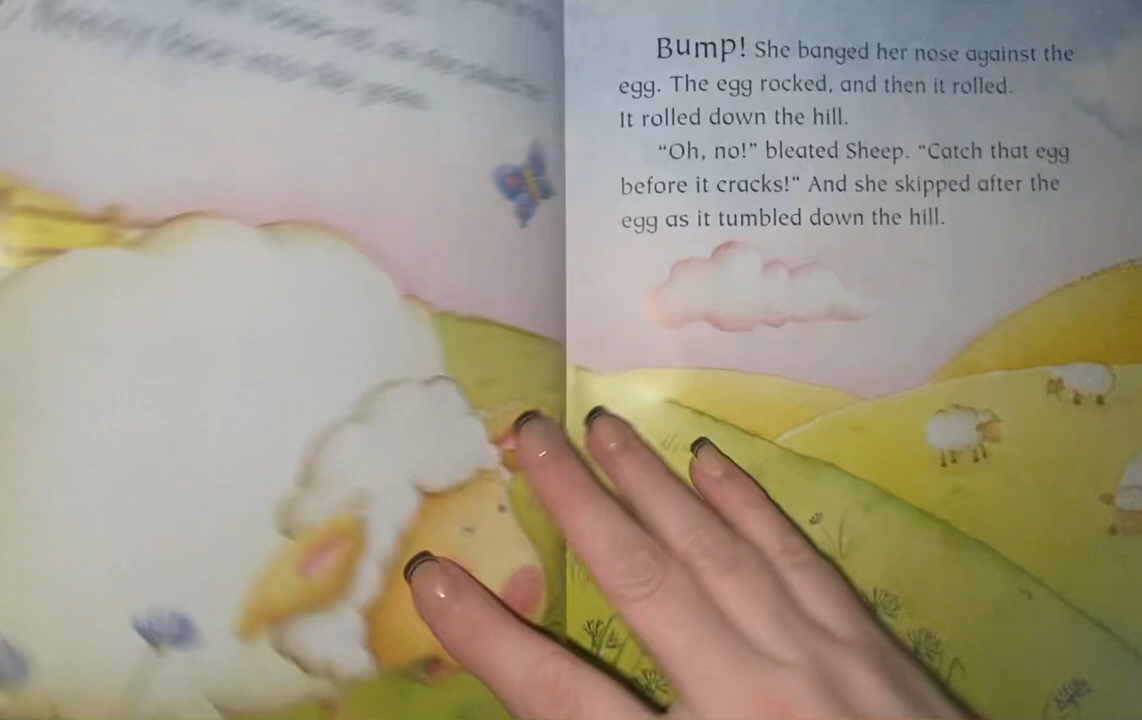 Bump! She banged her nose against the
egg. The egg rocked, and then it rolled.
It rolled down the hill.
"Oh, no!" bleated Sheep. "Catch that egg
before it cracks!" And she skipped after the
egg as it tumbled down the hill.